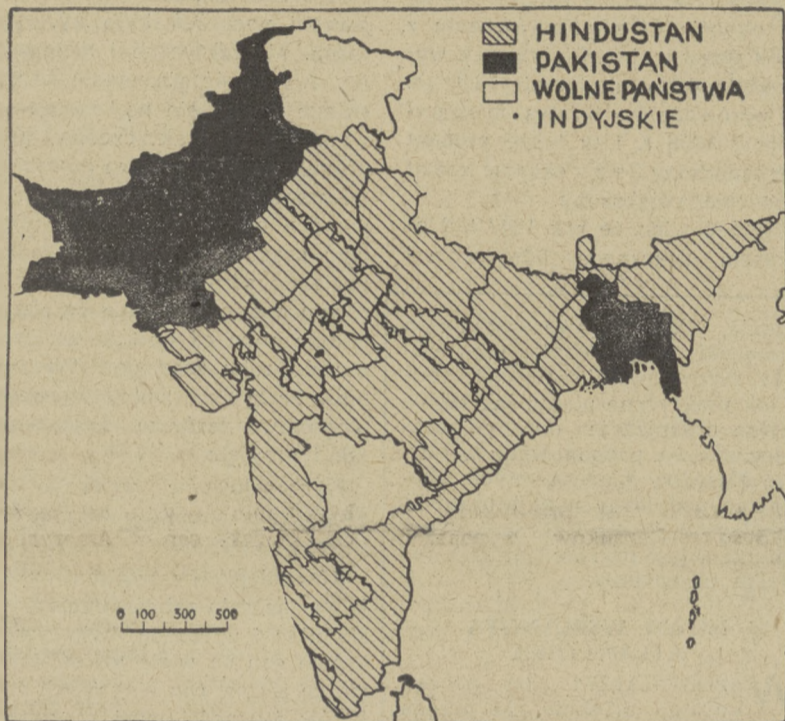 HINDUSTAN
PAKISTAN
WOLNE PAŃSTWA
INDYJSKIE
0 100 300 500